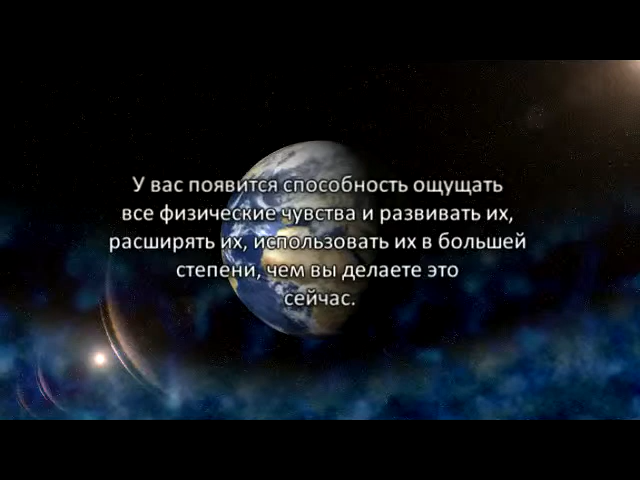 У вас появится способность ощущать
все физические чувства и развивать их,
расширять их, использовать их в большей
степени, чем вы делаете это
сейчас.